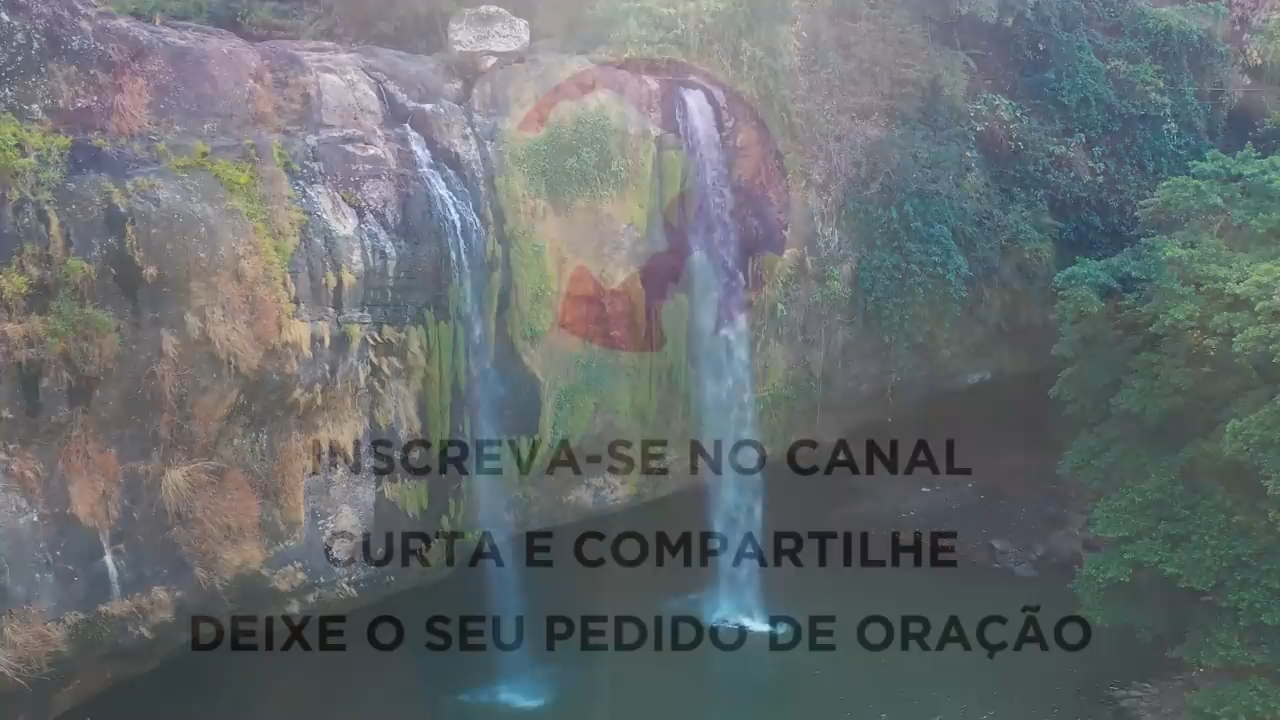 INSCREVA-SE NO CANAL
CURTA E COMPARTILHE
DEIXE O SEU PEDIDO DE ORAÇÃO